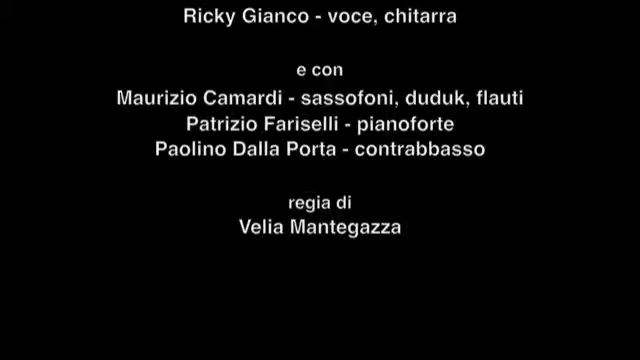 Ricky Gianco - voce, chitarra
e con
Maurizio Camardi - sassofoni, duduk, flauti
Patrizio Fariselli - pianoforte
Paolino Dalla Porta - contrabbasso
regia di
Velia Mantegazza